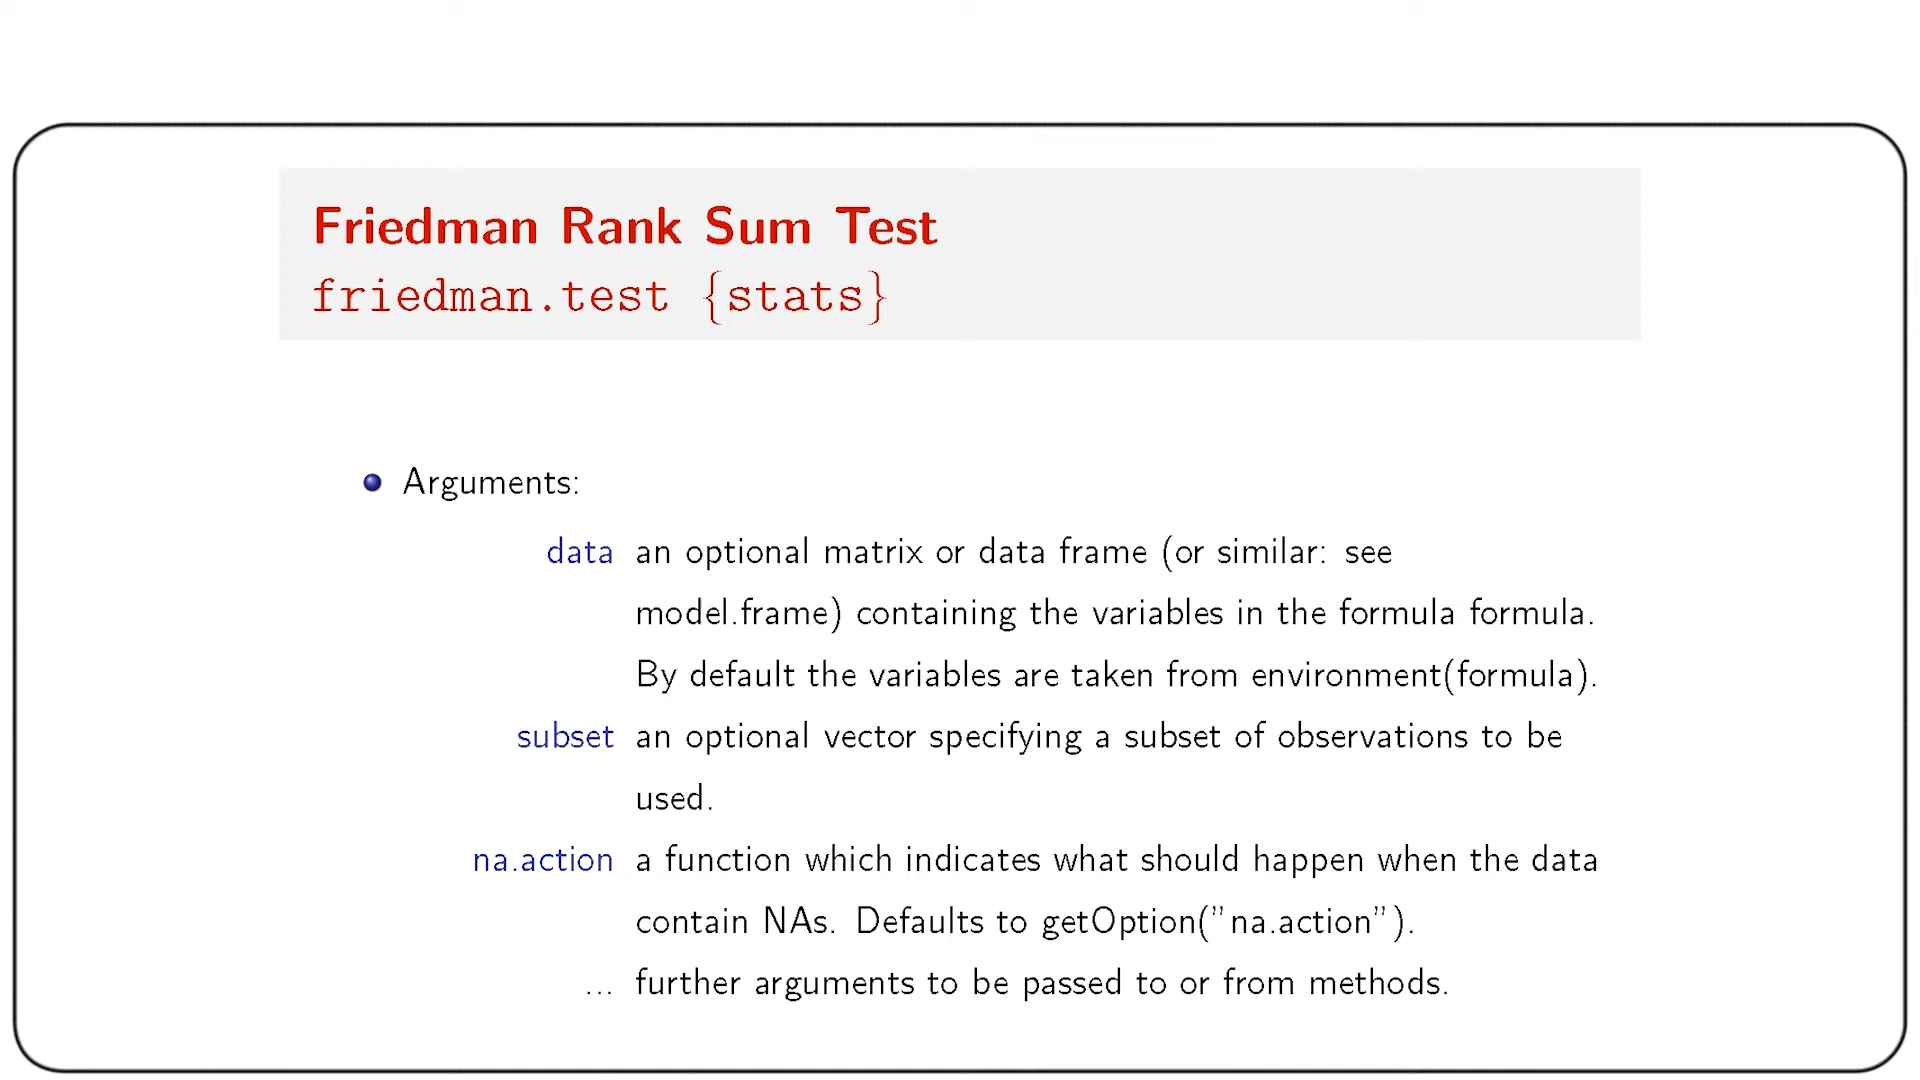 Friedman Rank Sum Test
friedman.test {stats}
Arguments:
data an optional matrix or data frame (or similar: see
model.frame) containing the variables in the formula formula.
By default the variables are taken from environment(formula).
subset an optional vector specifying a subset of observations to be
used.
na.action a function which indicates what should happen when the data
contain NAs. Defaults to getOption(”na.action”).
... further arguments to be passed to or from methods.